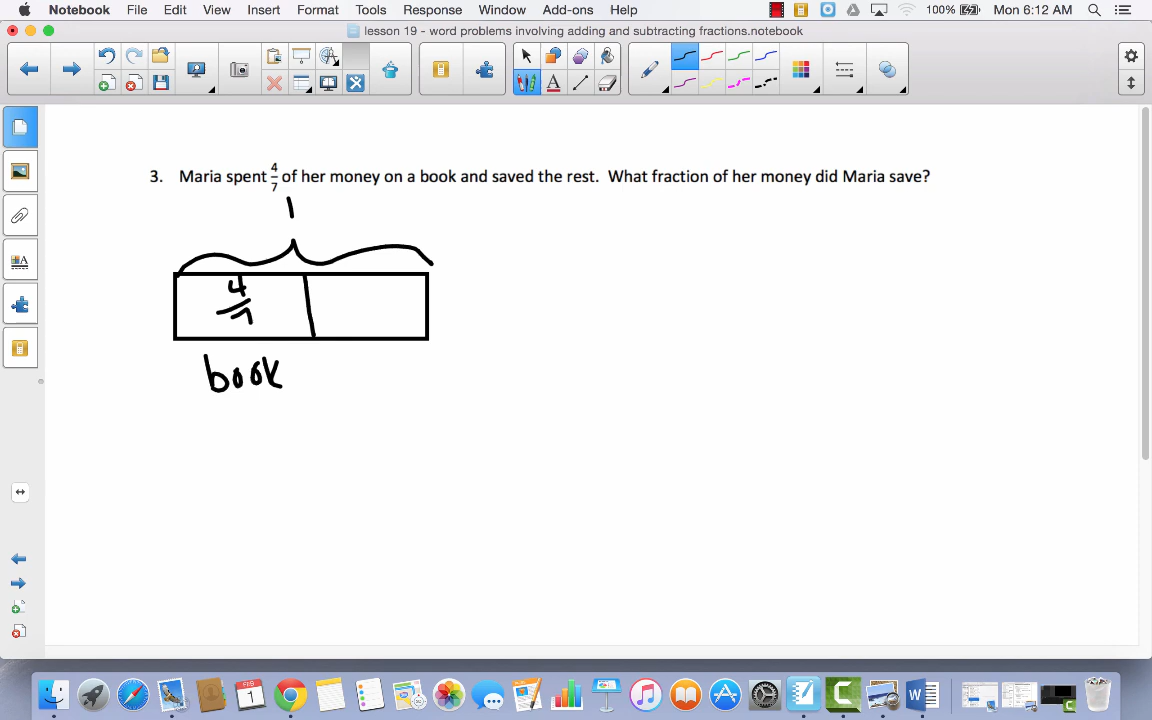 Notebook File Edit View Insert Format Tools Response Window Add-ons Help 100% Mon 6:12 AM
lesson 19 - word problems involving adding and subtracting fractions.notebook
A
3. Maria spent 4/7 of her money on a book and saved the rest. What fraction of her money did Maria save?
1
4/7
book
FEB
1
W